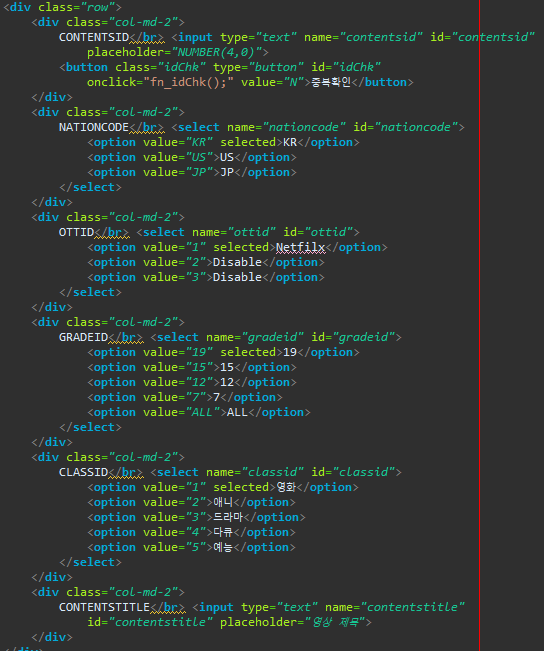 <div class="row">
<div class="col-md-2">
CONTENTSID</br> <input type="text" name="contentsid" id="contentsid"
placeholder="NUMBER(4,0)">
<button class="idChk" type="button" id="idChk"
onclick="fn_idChk();" value="N">중복확인</button>
</div>
<div class="col-md-2">
NATIONCODE</br> <select name="nationcode" id="nationcode">
<option value="KR" selected>KR</option>
<option value="US">US</option>
<option value="JP">JP</option>
</select>
</div>
<div class="col-md-2">
OTTID</br> <select name="ottid" id="ottid">
<option value="1" selected>Netfilx</option>
<option value="2">Disable</option>
<option value="3">Disable</option>
</select>
</div>
<div class="col-md-2">
GRADEID</br> <select name="gradeid" id="gradeid">
<option value="19" selected>19</option>
<option value="15">15</option>
<option value="12">12</option>
<option value="7">7</option>
<option value="ALL">ALL</option>
</select>
</div>
<div class="col-md-2">
CLASSID</br> <select name="classid" id="classid">
<option value="1" selected>영화</option>
<option value="2">애니</option>
<option value="3">드라마</option>
<option value="4">다큐</option>
<option value="5">예능</option>
</select>
</div>
<div class="col-md-2">
CONTENTSTITLE</br> <input type="text" name="contentstitle"
id="contentstitle" placeholder="영상 제목">
</div>
</div>